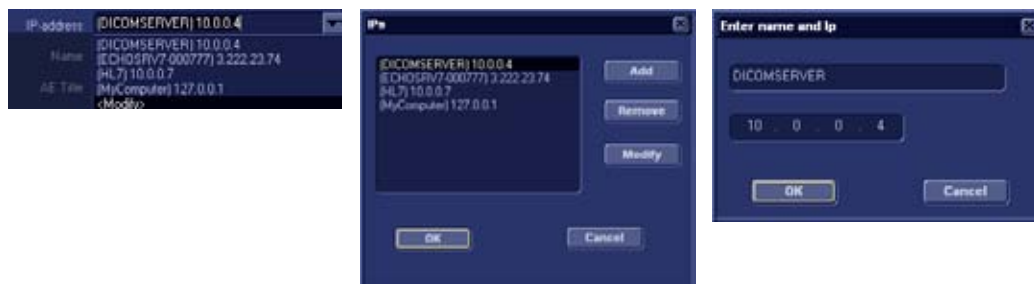 IP-address (DICOMSERVER) 10.0.0.4
(DICOMSERVER) 10.0.0.4
Name (ECHOSRV7-000777) 3.222.23.74
(HL7) 10.0.0.7
AE Title (MyComputer) 127.0.0.1
<Modify>
IPs
(DICOMSERVER) 10.0.0.4
(ECHOSRV7-000777) 3.222.23.74
(HL7) 10.0.0.7
(MyComputer) 127.0.0.1
Add
Remove
Modify
OK Cancel
Enter name and Ip
DICOMSERVER
10 . 0 . 0 . 4
OK Cancel